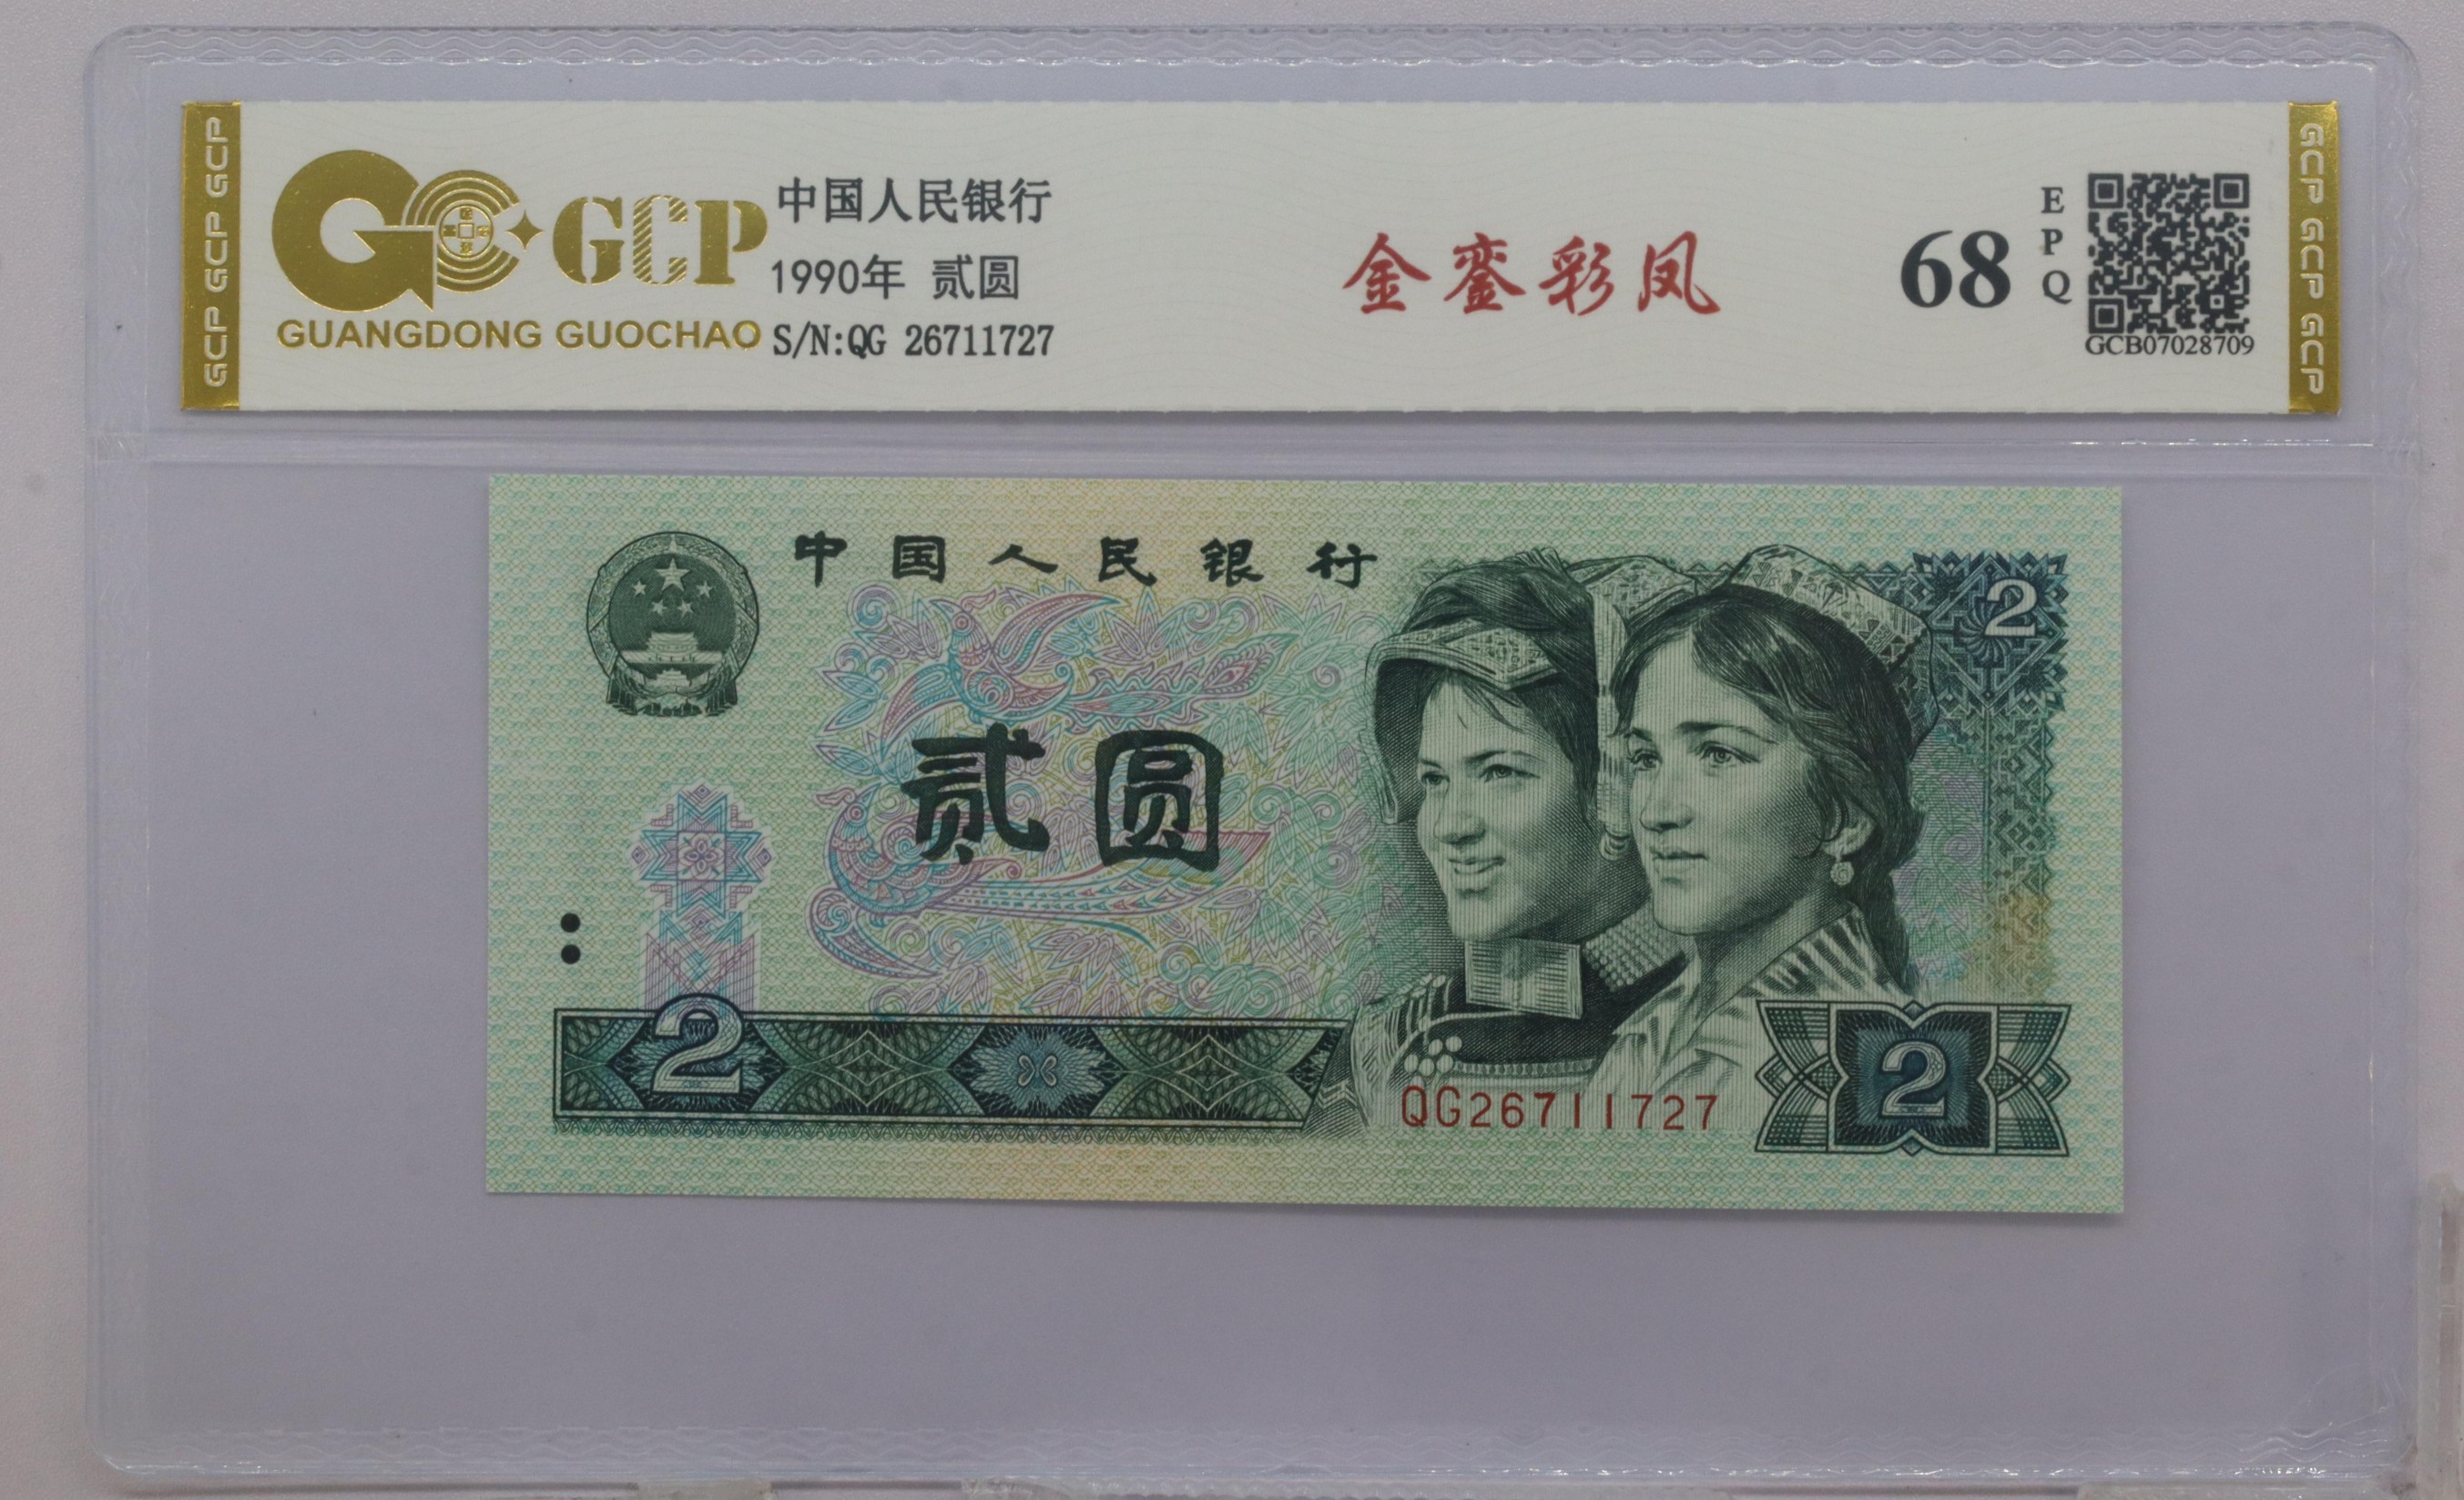 GCP GCP GCP
GCP
GUANGDONG GUOCHAO
中国人民银行
1990年 贰圆
S/N:QG 26711727
金銮彩凤
68
EPQ
GCB07028709
GCP GCP GCP
中国人民银行
2
贰圆
2
QG26711727
2